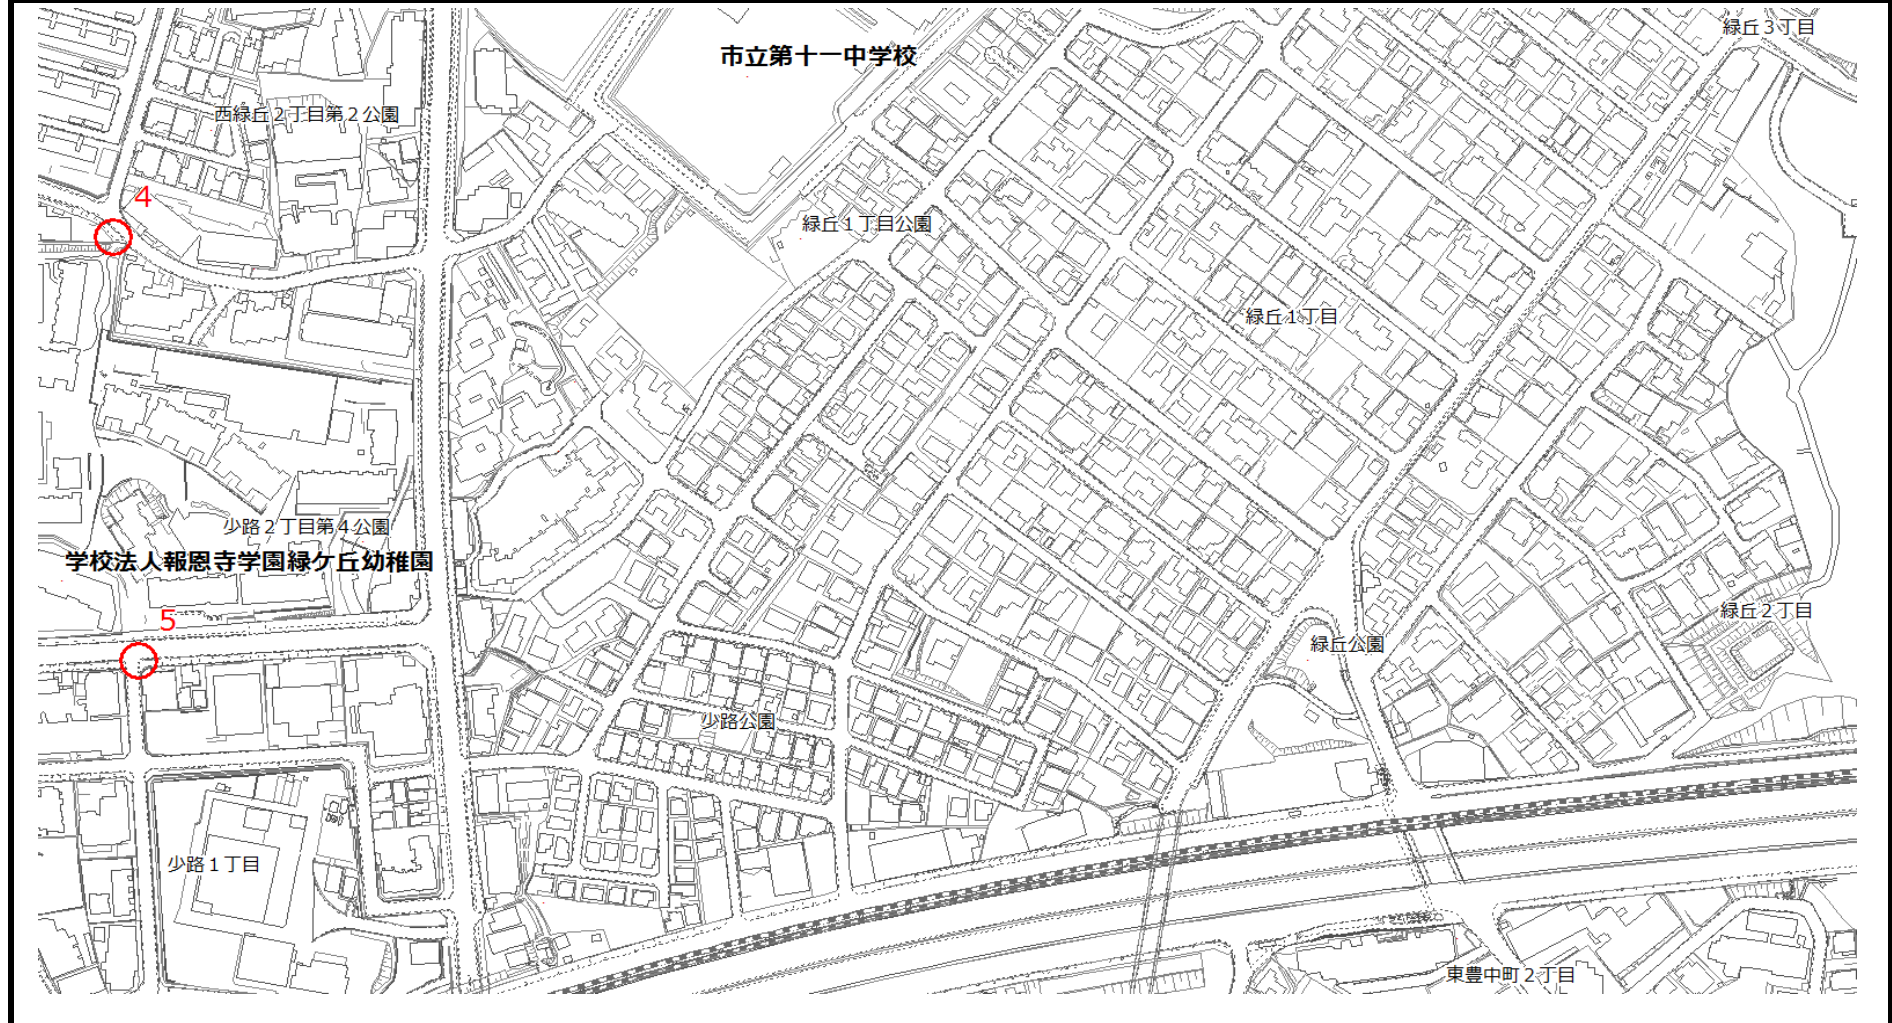 緑丘３丁目
市立第十一中学校
西緑丘２丁目第２公園
4
緑丘１丁目公園
緑丘１丁目
少路２丁目第４公園
学校法人報恩寺学園緑ケ丘幼稚園
5
緑丘２丁目
緑丘公園
少路公園
少路１丁目
東豊中町２丁目